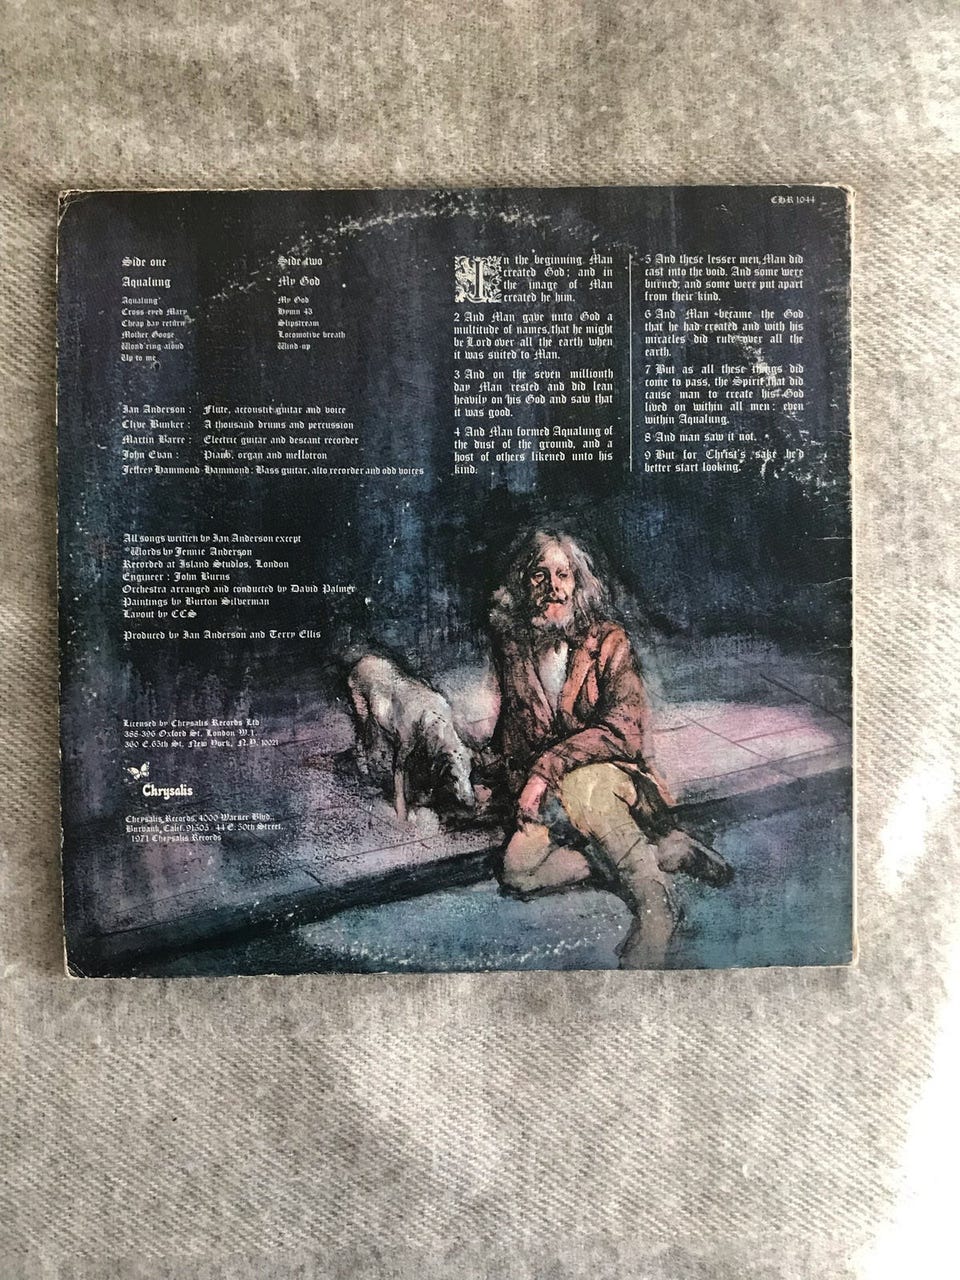 CHR 1044
Side one
Aqualung
Aqualung*
Cross-eyed Mary
Cheap day return
Mother Goose
Wond'ring aloud
Up to me
Side two
My God
My God
Hymn 43
Slipstream
Locomotive breath
Wind-up
Ian Anderson : Flute, accoustic guitar and voice
Clive Bunker : A thousand drums and percussion
Martin Barre : Electric guitar and descant recorder
John Evan : Piano, organ and mellotron
Jeffrey Hammond-Hammond: Bass guitar, alto recorder and odd voices
All songs written by Ian Anderson except
*Words by Jennie Anderson
Recorded at Island Studios, London
Engineer : John Burns
Orchestra arranged and conducted by David Palmer
Paintings by Burton Silverman
Layout by CCS
Produced by Ian Anderson and Terry Ellis
Licensed by Chrysalis Records Ltd
388-396 Oxford St. London W.1.
360 E.65th St. New York, N.Y. 10021
Chrysalis
Chrysalis Records, 4000 Warner Blvd.,
Burbank, Calif. 91505 · 44 E. 50th Street.
1971 Chrysalis Records
In the beginning Man
created God; and in
the image of Man
created he him.
2 And Man gave unto God a
multitude of names, that he might
be Lord over all the earth when
it was suited to Man.
3 And on the seven millionth
day Man rested and did lean
heavily on his God and saw that
it was good.
4 And Man formed Aqualung of
the dust of the ground, and a
host of others likened unto his
kind.
5 And these lesser men Man did
cast into the void. And some were
burned; and some were put apart
from their kind.
6 And Man became the God
that he had created and with his
miracles did rule over all the
earth.
7 But as all these things did
come to pass, the Spirit that did
cause man to create his God
lived on within all men: even
within Aqualung.
8 And man saw it not.
9 But for Christ's sake he'd
better start looking.